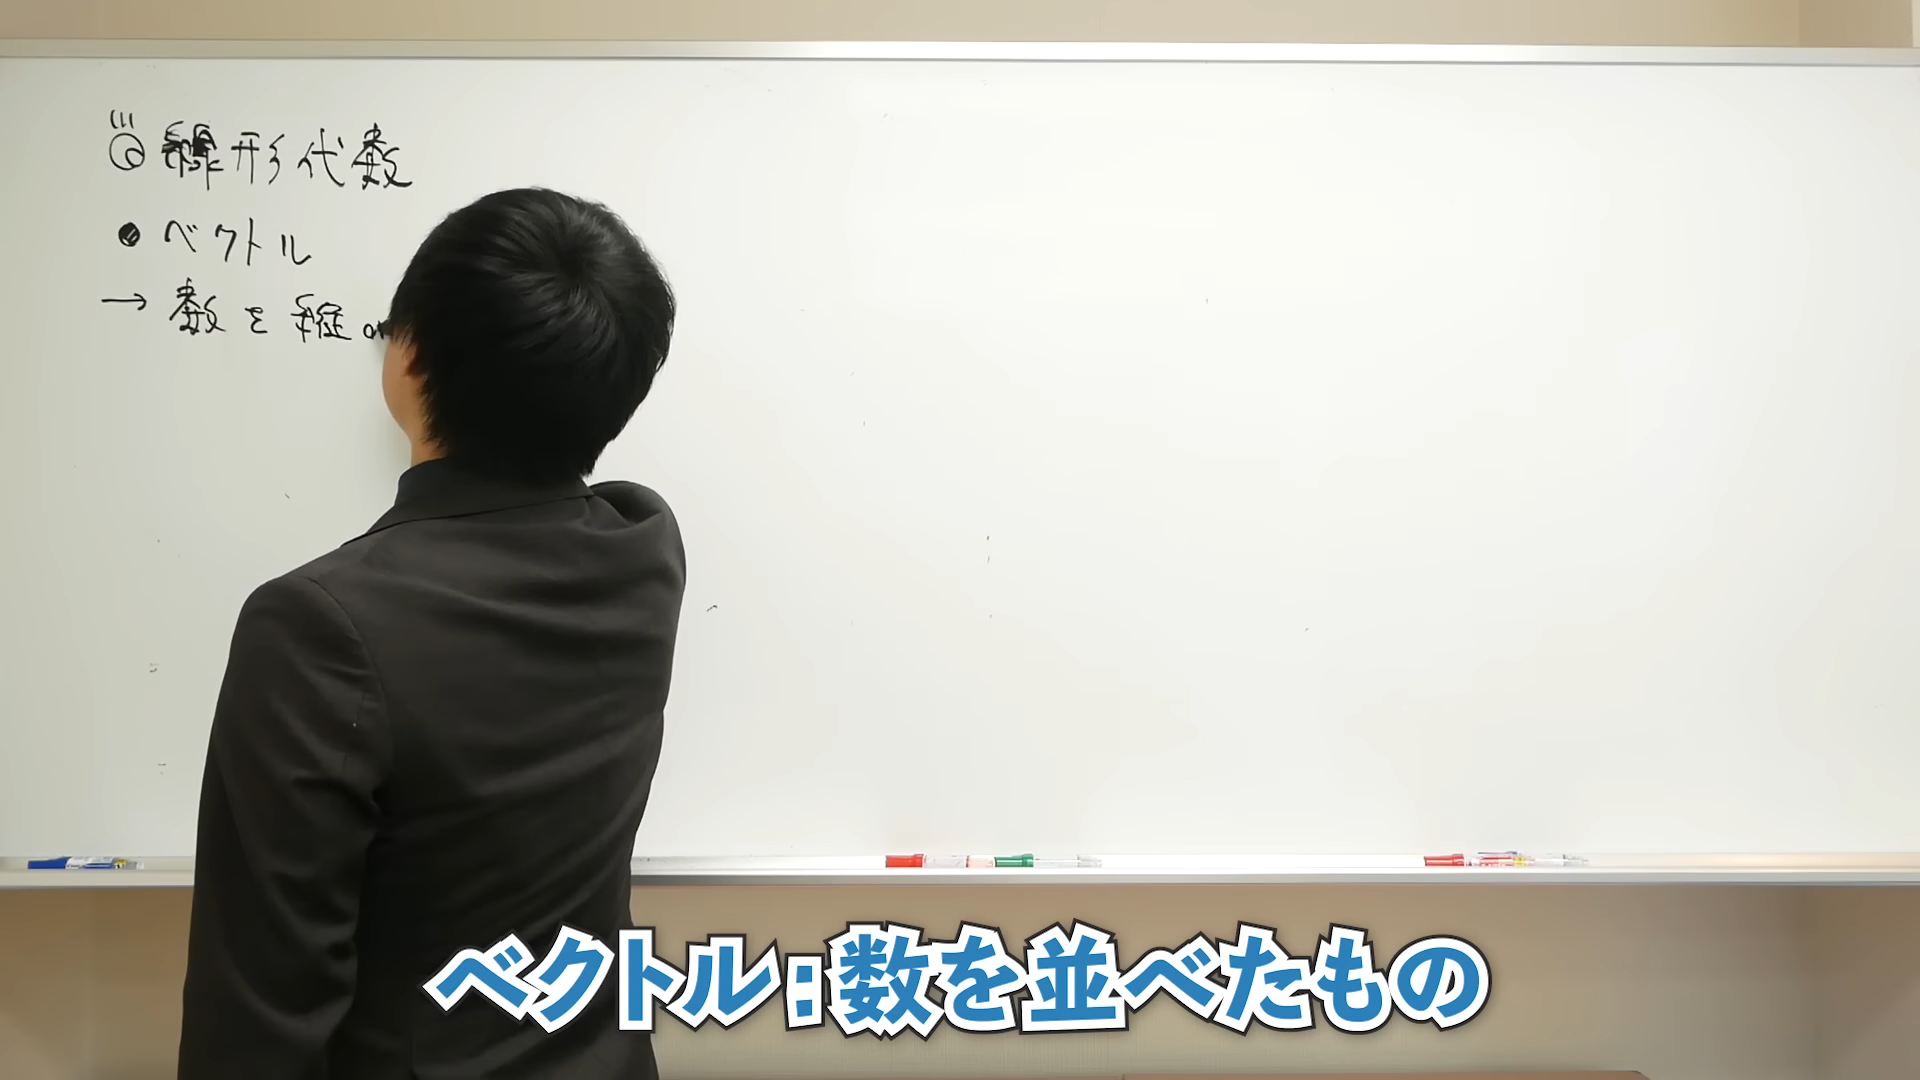 線形代数
● ベクトル
→ 数を縦 or
ベクトル:数を並べたもの